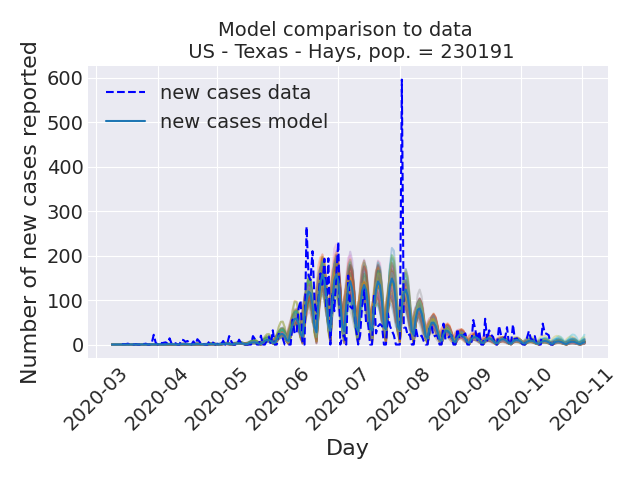 Model comparison to data
US - Texas - Hays, pop. = 230191
Number of new cases reported
600
500
400
300
200
100
0
new cases data
new cases model
2020-03
2020-04
2020-05
2020-06
2020-07
2020-08
2020-09
2020-10
2020-11
Day